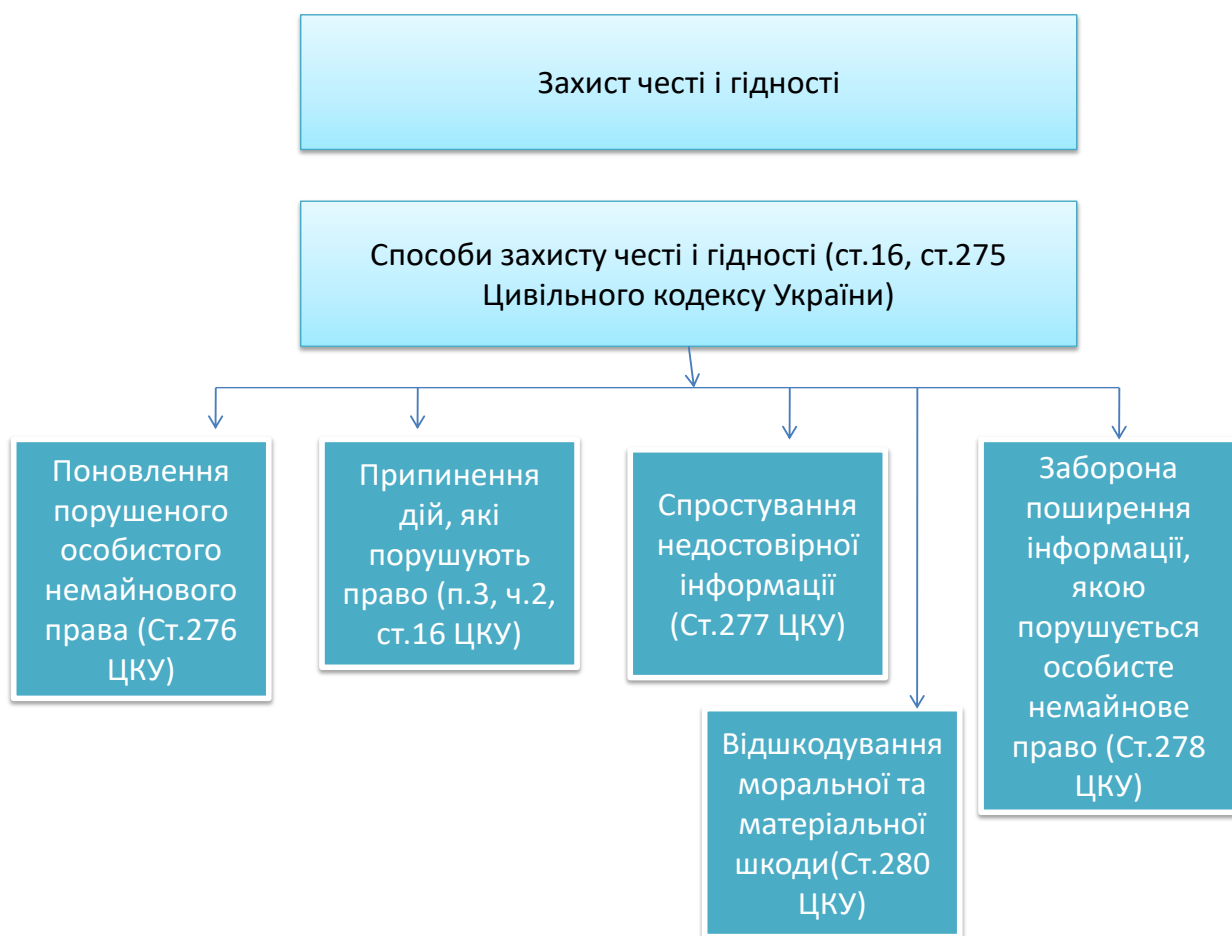 Захист честі і гідності
Способи захисту честі і гідності (ст.16, ст.275
Цивільного кодексу України)
Поновлення
порушеного
особистого
немайнового
права (Ст.276
ЦКУ)
Припинення
дій, які
порушують
право (п.3, ч.2,
ст.16 ЦКУ)
Спростування
недостовірної
інформації
(Ст.277 ЦКУ)
Відшкодування
моральної та
матеріальної
шкоди(Ст.280
ЦКУ)
Заборона
поширення
інформації,
якою
порушується
особисте
немайнове
право (Ст.278
ЦКУ)